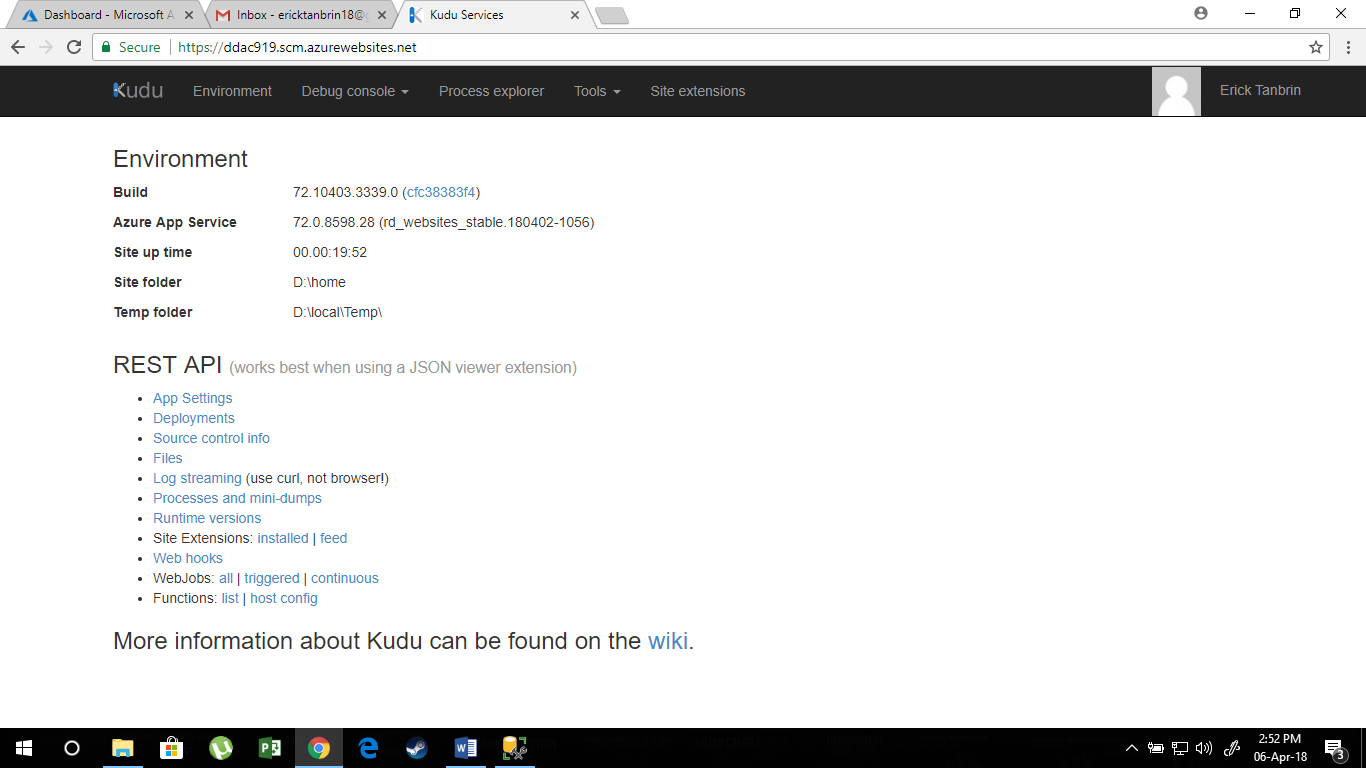 Dashboard - Microsoft A
Inbox - ericktanbrin18@g
Kudu Services
Secure
https://ddac919.scm.azurewebsites.net
Kudu
Environment
Debug console
Process explorer
Tools
Site extensions
Erick Tanbrin
Environment
Build 72.10403.3339.0 (cfc38383f4)
Azure App Service 72.0.8598.28 (rd_websites_stable.180402-1056)
Site up time 00.00:19:52
Site folder D:\home
Temp folder D:\local\Temp\
REST API (works best when using a JSON viewer extension)
App Settings
Deployments
Source control info
Files
Log streaming (use curl, not browser!)
Processes and mini-dumps
Runtime versions
Site Extensions: installed | feed
Web hooks
WebJobs: all | triggered | continuous
Functions: list | host config
More information about Kudu can be found on the wiki.
2:52 PM
06-Apr-18
3